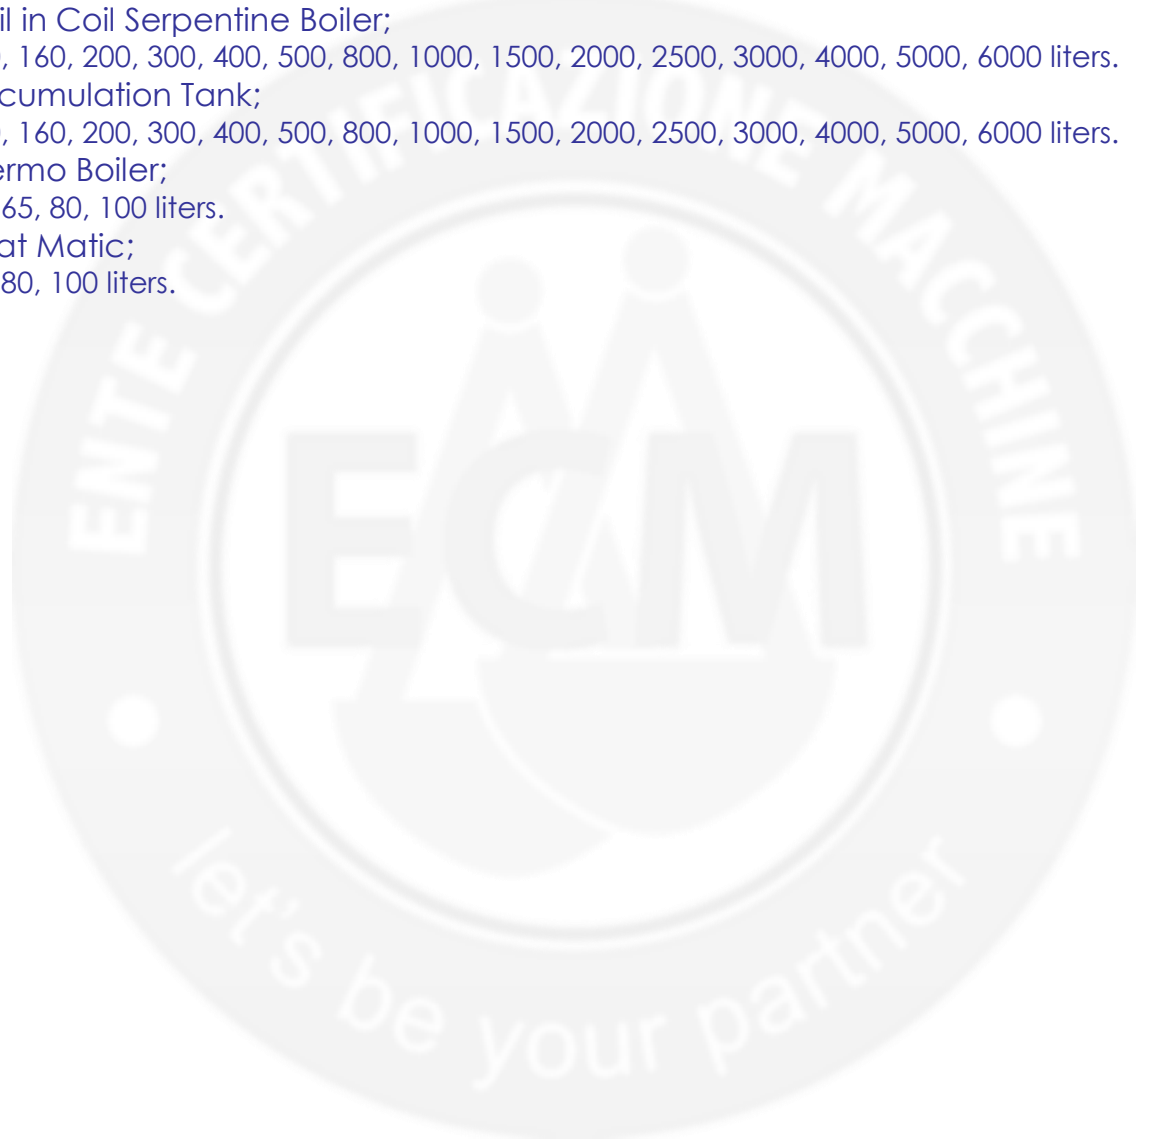 il in Coil Serpentine Boiler;
, 160, 200, 300, 400, 500, 800, 1000, 1500, 2000, 2500, 3000, 4000, 5000, 6000 liters.
cumulation Tank;
, 160, 200, 300, 400, 500, 800, 1000, 1500, 2000, 2500, 3000, 4000, 5000, 6000 liters.
ermo Boiler;
65, 80, 100 liters.
at Matic;
80, 100 liters.
ENTE CERTIFICAZIONE MACCHINE
ECM
let's be your partner